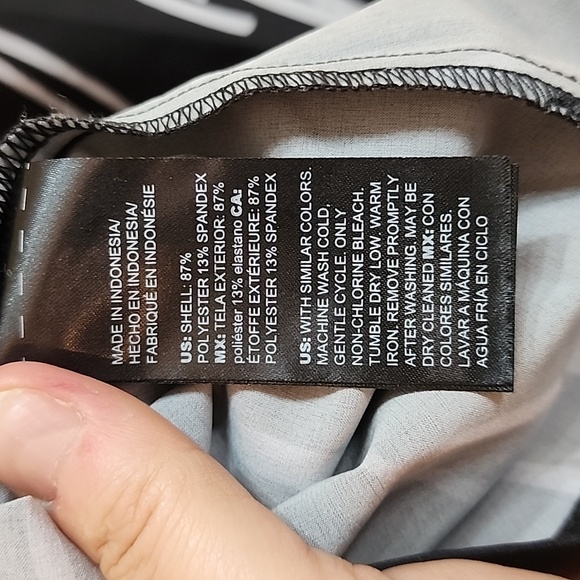 MADE IN INDONESIA/
HECHO EN INDONESIA/
FABRIQUÉ EN INDONÉSIE
US: SHELL: 87%
POLYESTER 13% SPANDEX
MX: TELA EXTERIOR: 87%
poliéster 13% elastano CA:
ÉTOFFE EXTÉRIEURE: 87%
POLYESTER 13% SPANDEX
US: WITH SIMILAR COLORS.
MACHINE WASH COLD,
GENTLE CYCLE. ONLY
NON-CHLORINE BLEACH.
TUMBLE DRY LOW. WARM
IRON. REMOVE PROMPTLY
AFTER WASHING. MAY BE
DRY CLEANED MX: CON
COLORES SIMILARES.
LAVAR A MÁQUINA CON
AGUA FRÍA EN CICLO